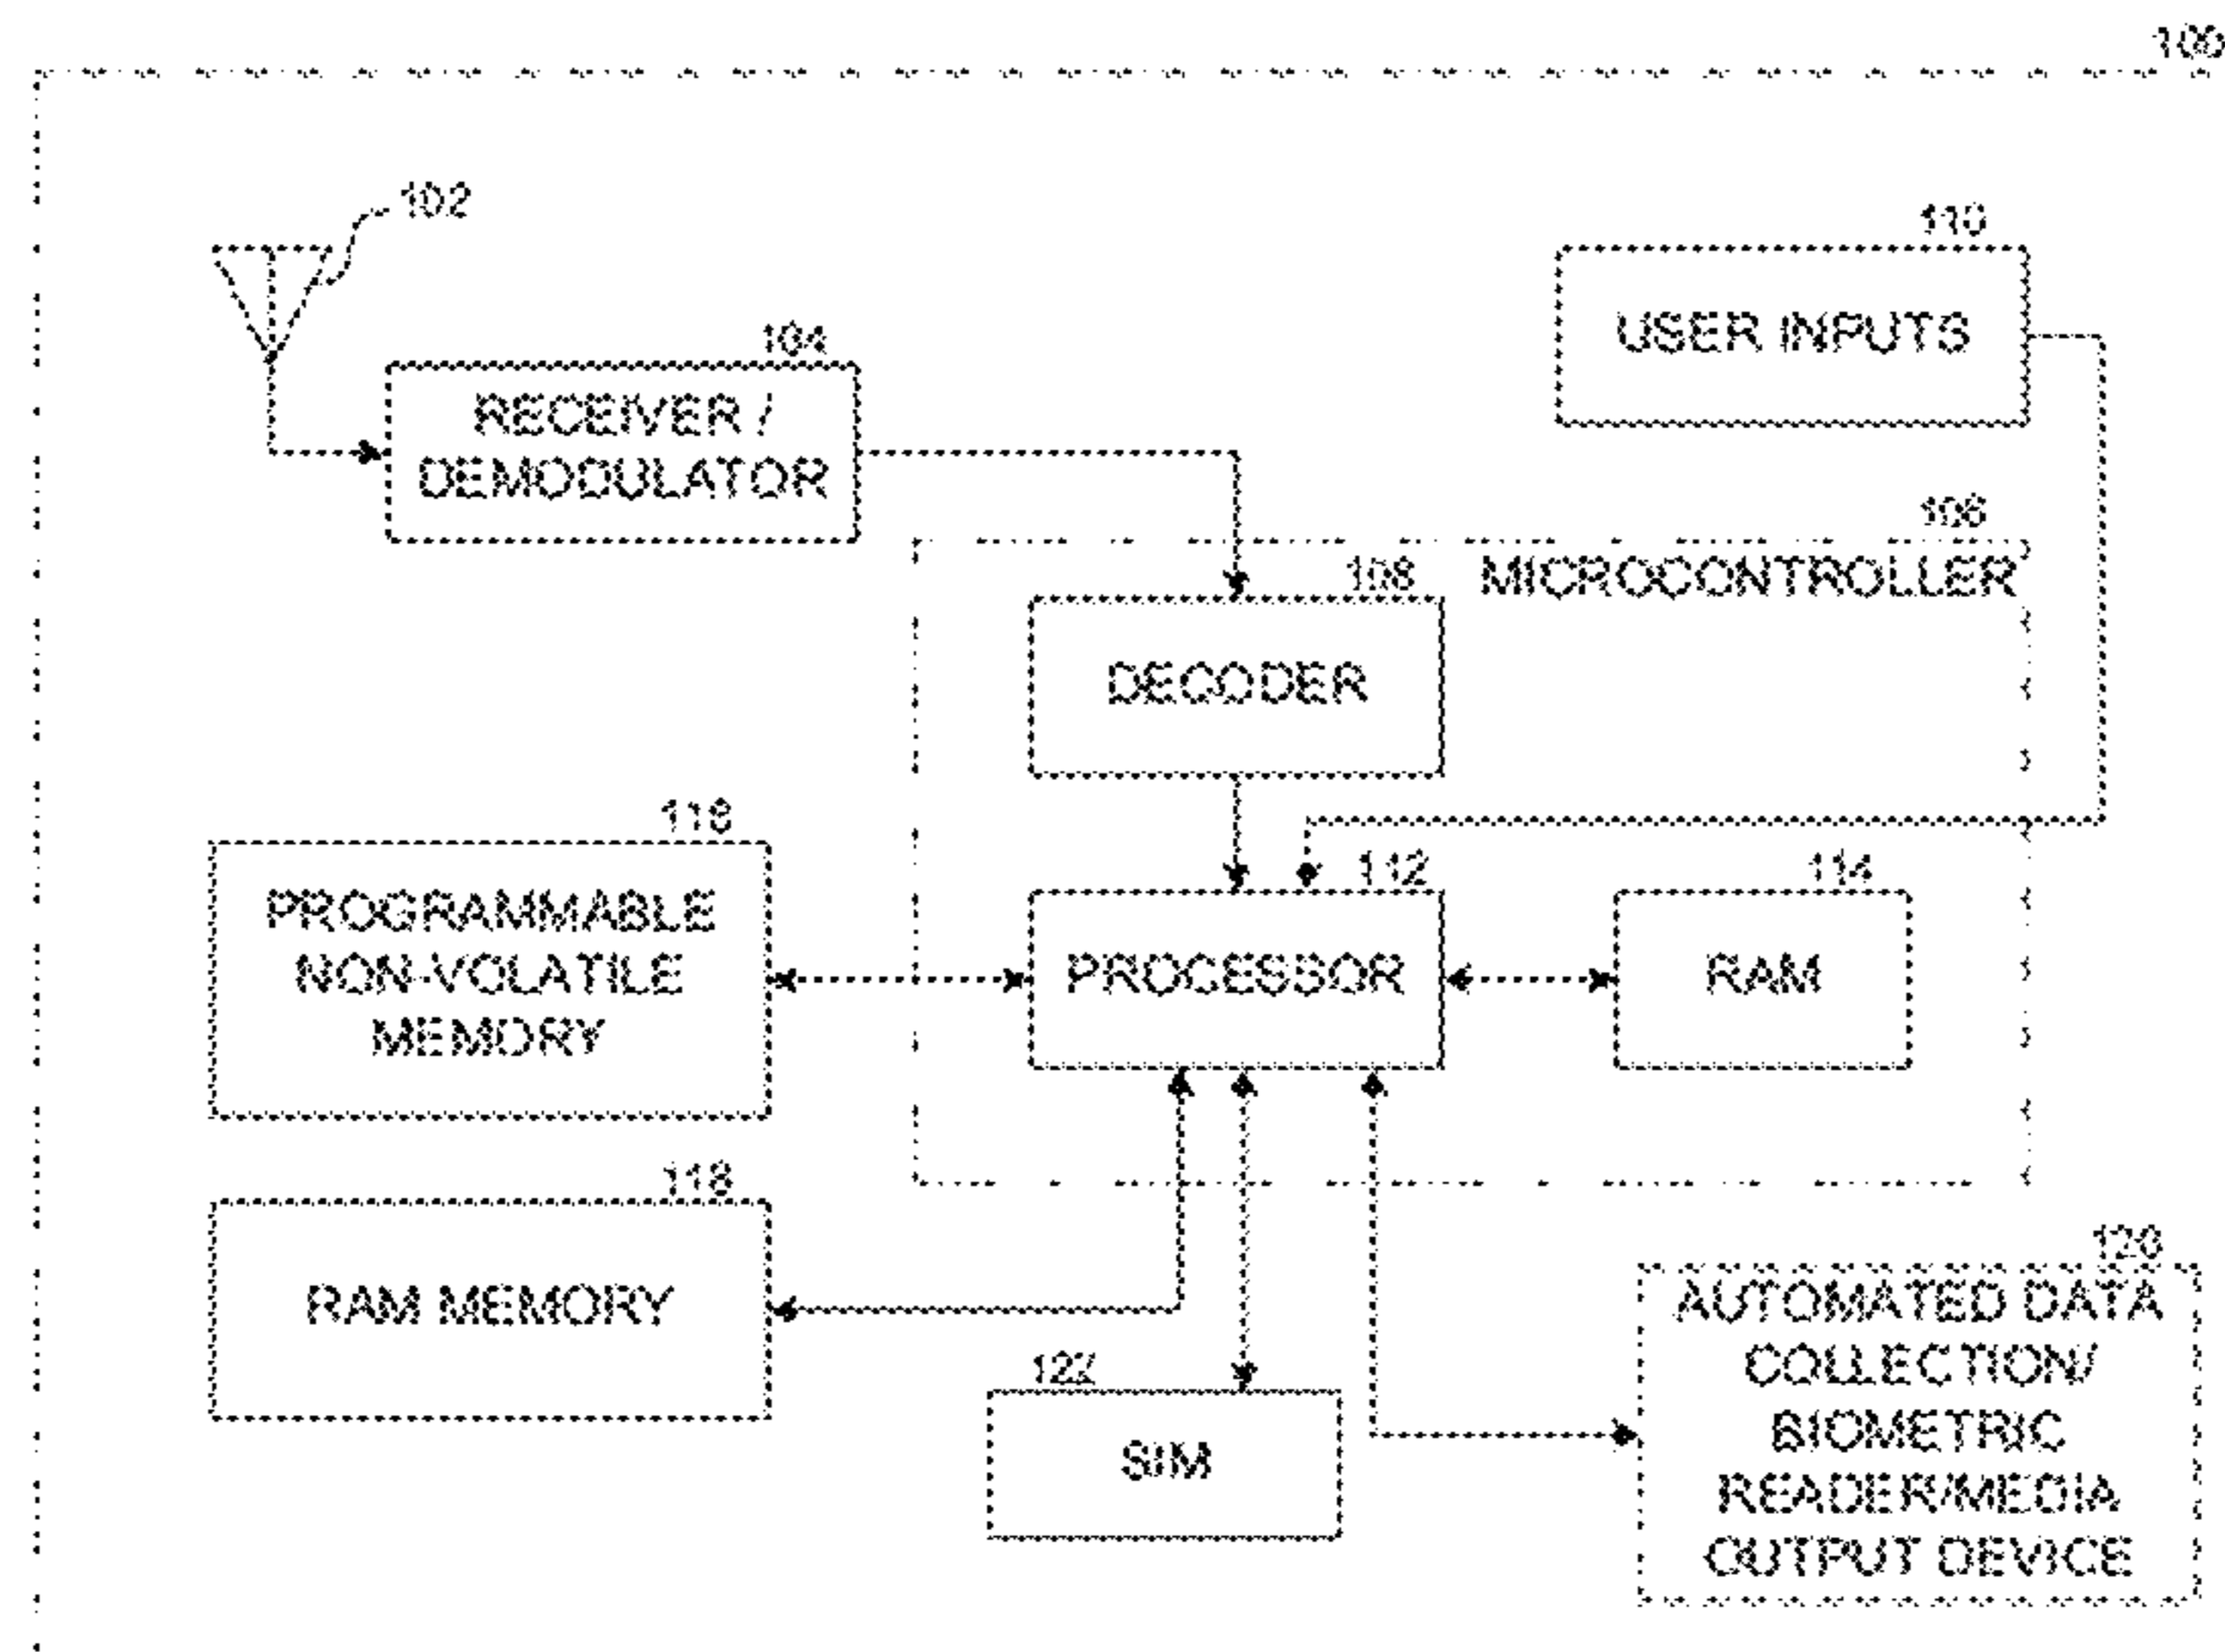 100
102
110
USER INPUTS
104
RECEIVER /
DEMODULATOR
106
MICROCONTROLLER
108
DECODER
118
PROGRAMMABLE
NON-VOLATILE
MEMORY
112
PROCESSOR
114
RAM
118
RAM MEMORY
122
SIM
120
AUTOMATED DATA
COLLECTION/
BIOMETRIC
READER/MEDIA
OUTPUT DEVICE